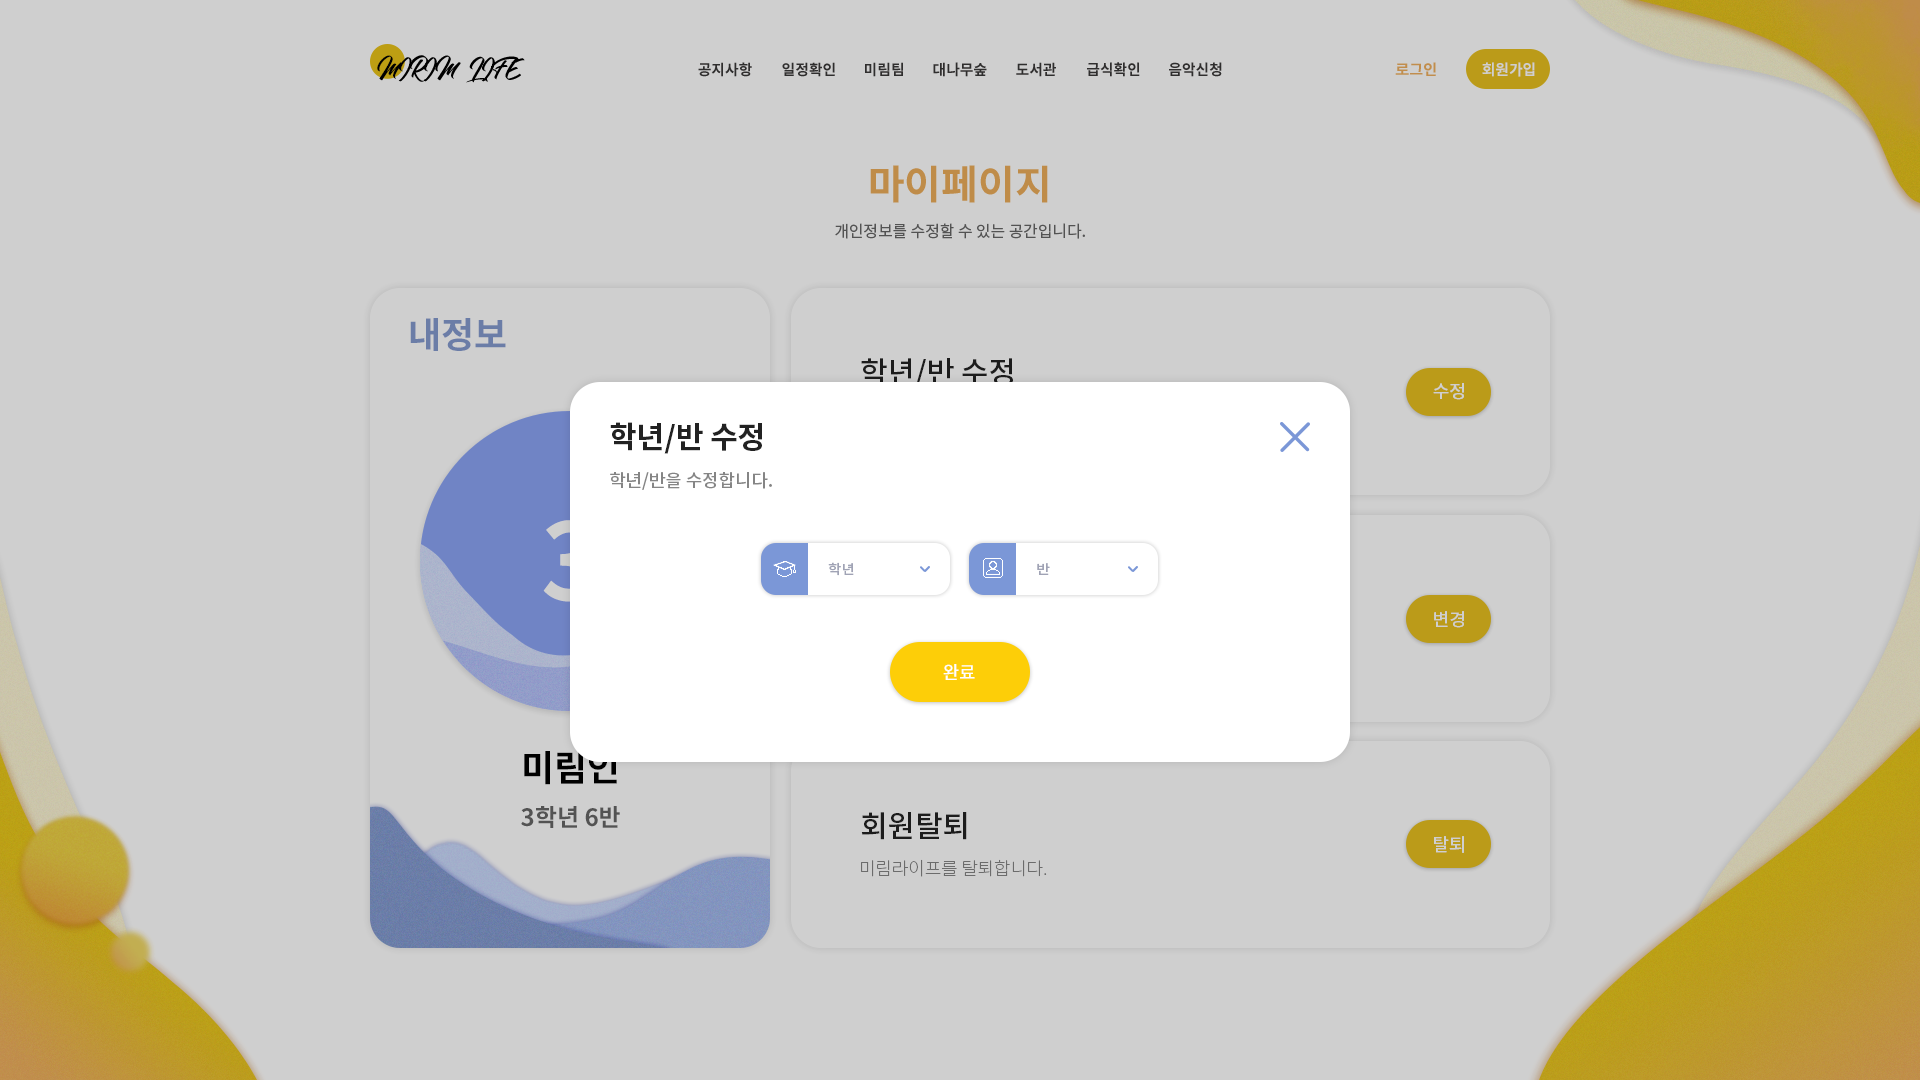 MIRIM LIFE
공지사항 일정확인 미림팀 대나무숲 도서관 급식확인 음악신청
로그인 회원가입
마이페이지
개인정보를 수정할 수 있는 공간입니다.
내정보
3
미림인
3학년 6반
학년/반 수정
수정
학년/반 수정
학년/반을 수정합니다.
학년 반
완료
변경
회원탈퇴
미림라이프를 탈퇴합니다.
탈퇴